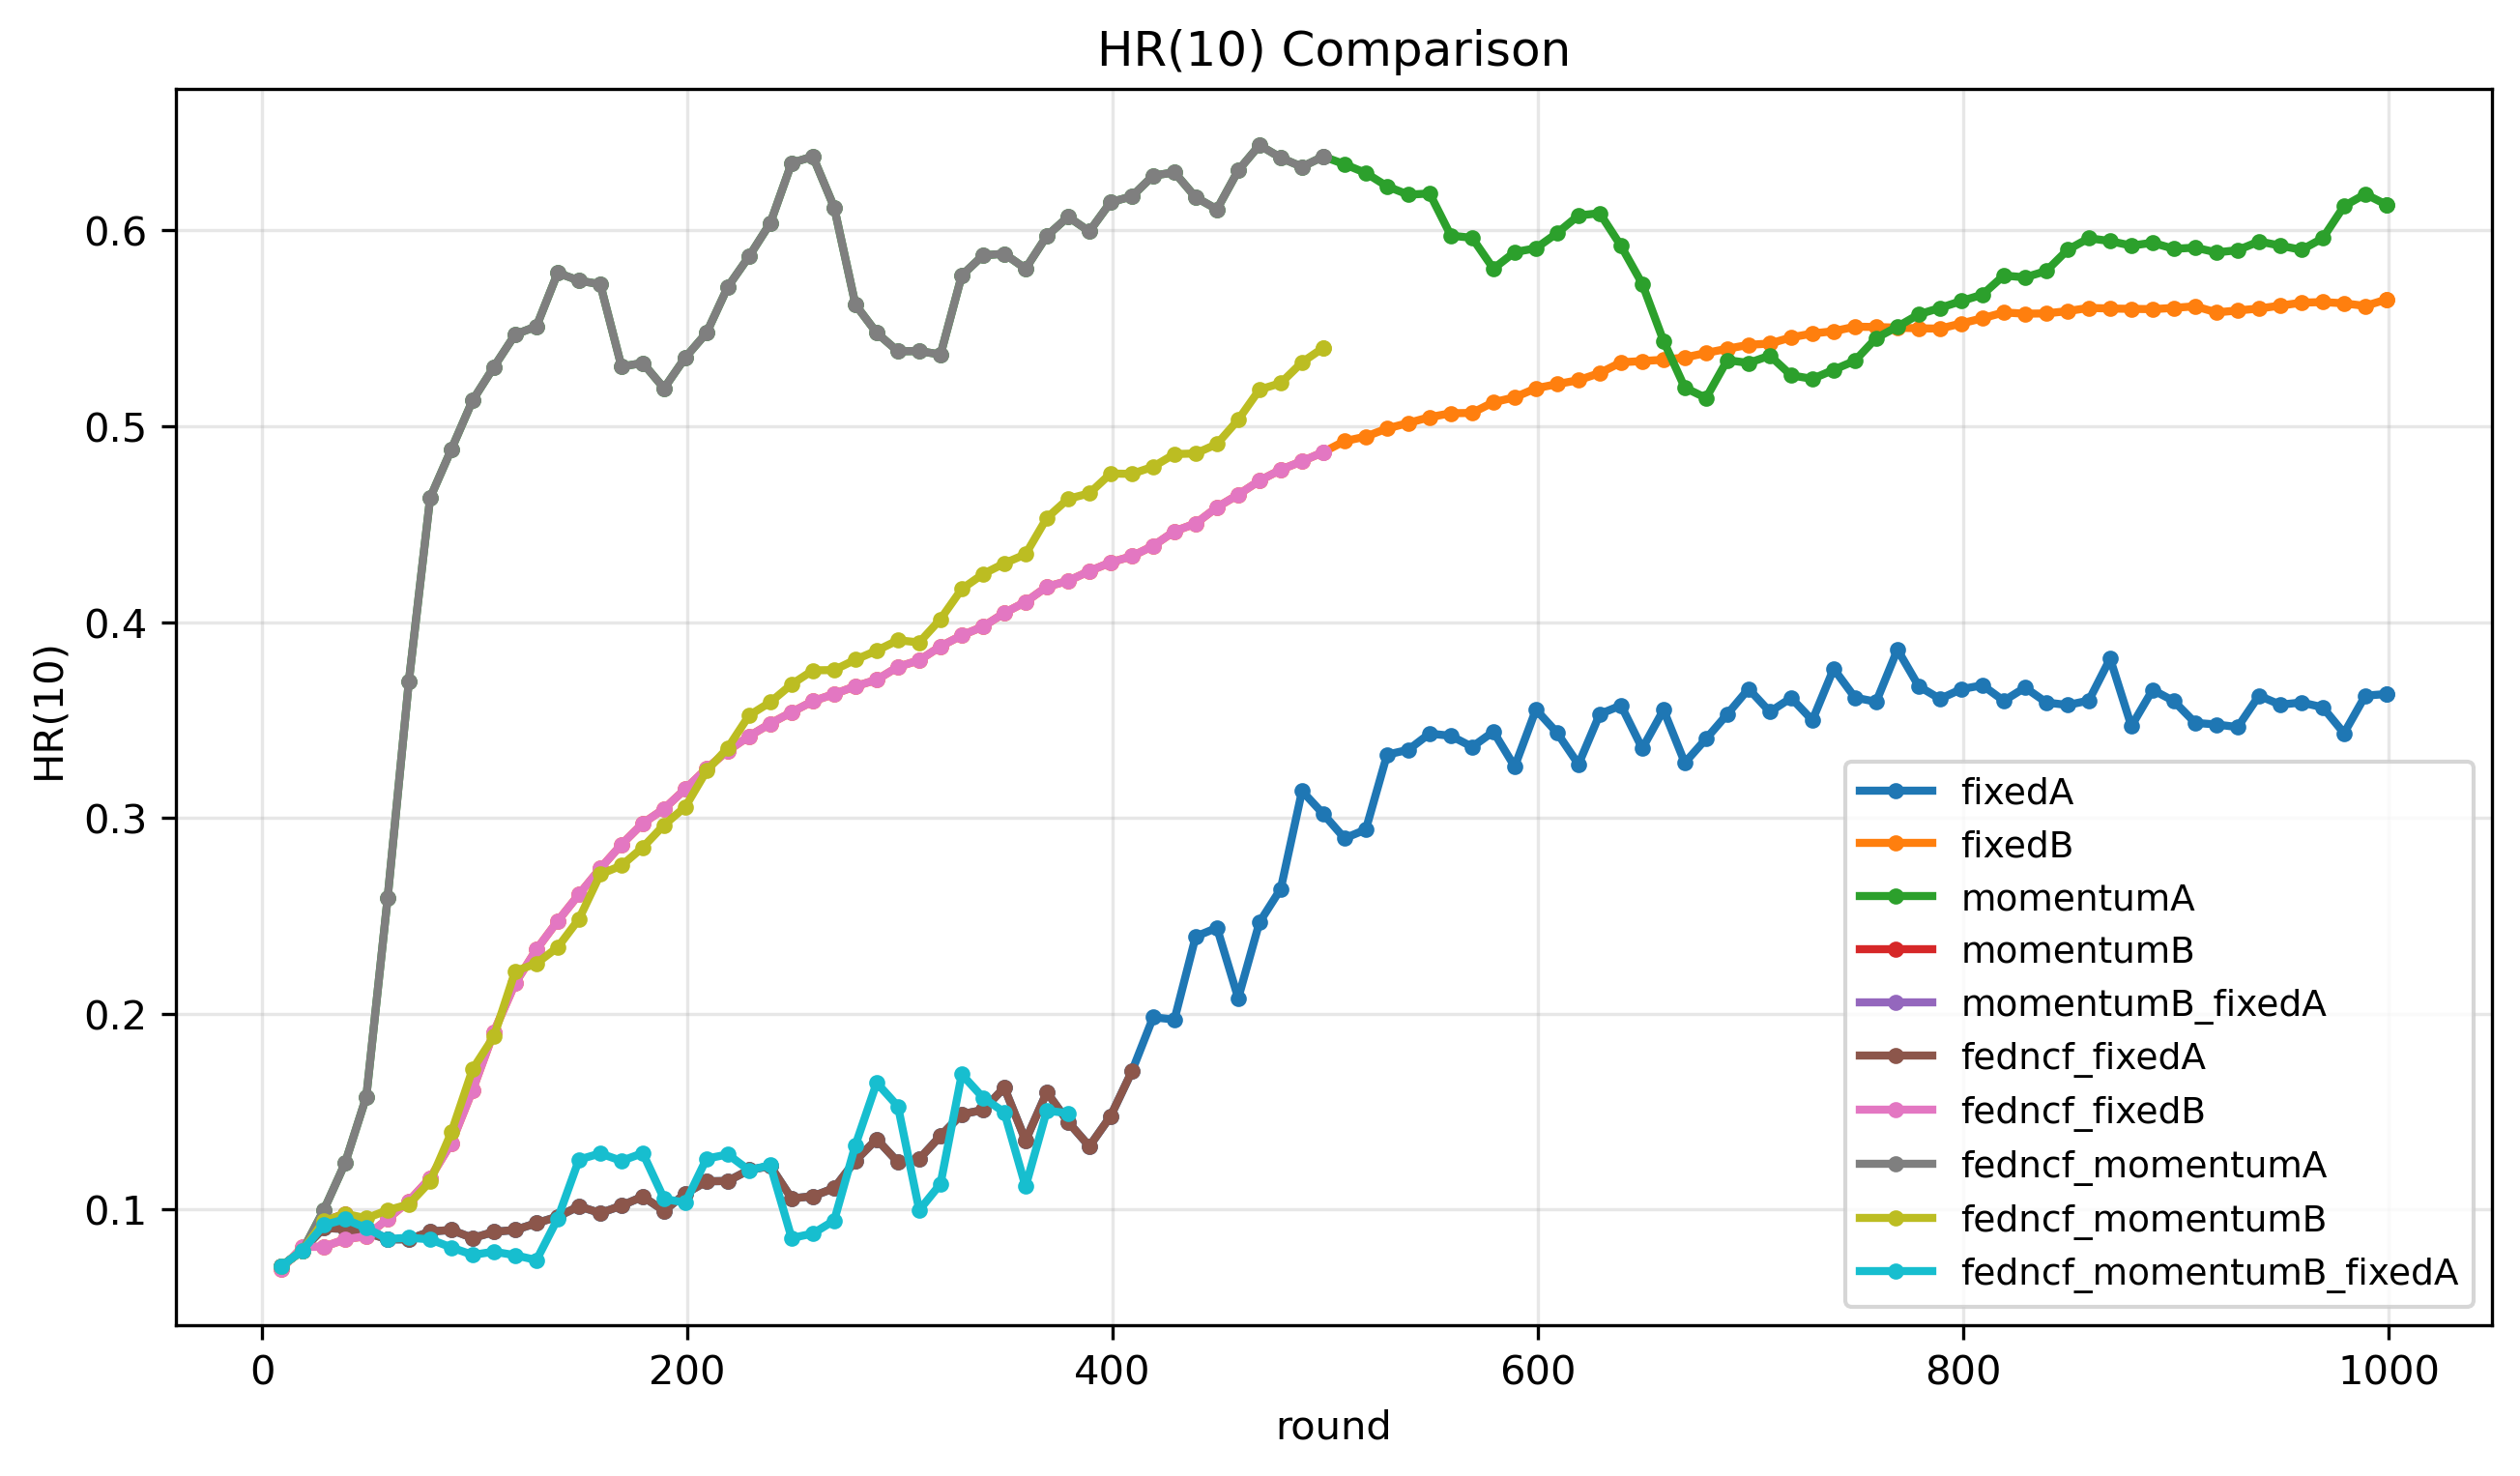 HR(10) Comparison
HR(10)
0.6
0.5
0.4
0.3
0.2
0.1
0 200 400 600 800 1000
round
fixedA
fixedB
momentumA
momentumB
momentumB_fixedA
fedncf_fixedA
fedncf_fixedB
fedncf_momentumA
fedncf_momentumB
fedncf_momentumB_fixedA